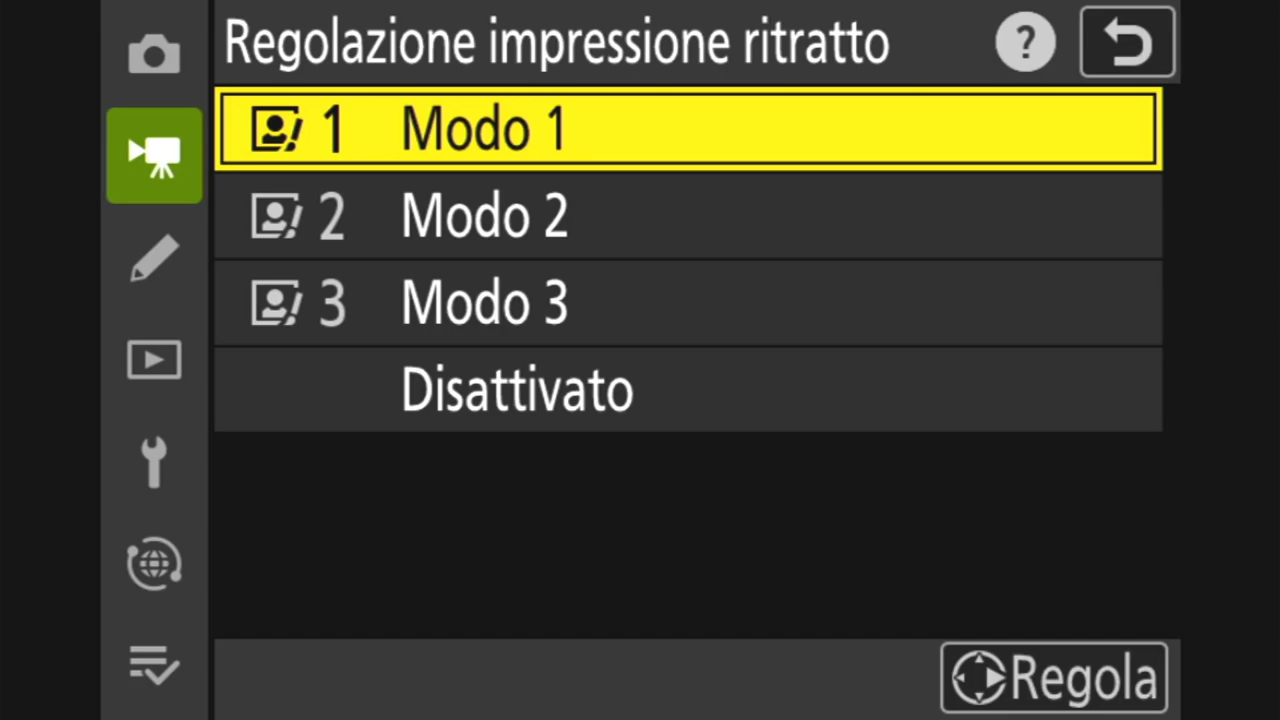 Regolazione impressione ritratto ?
1 Modo 1
2 Modo 2
3 Modo 3
Disattivato
Regola